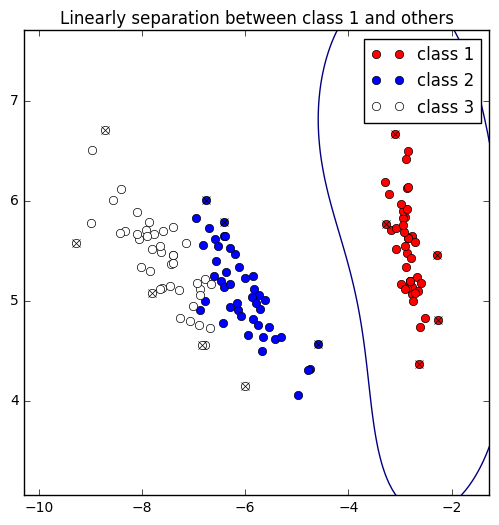 Linearly separation between class 1 and others
class 1
class 2
class 3
7
6
5
4
−10 −8 −6 −4 −2